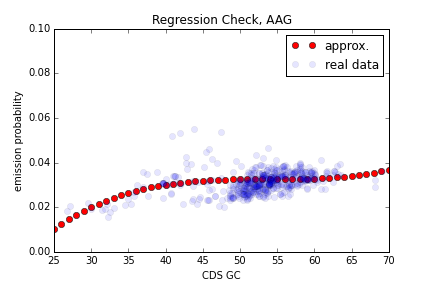 Regression Check, AAG
0.10
0.08
0.06
0.04
0.02
0.00
emission probability
approx.
real data
25 30 35 40 45 50 55 60 65 70
CDS GC